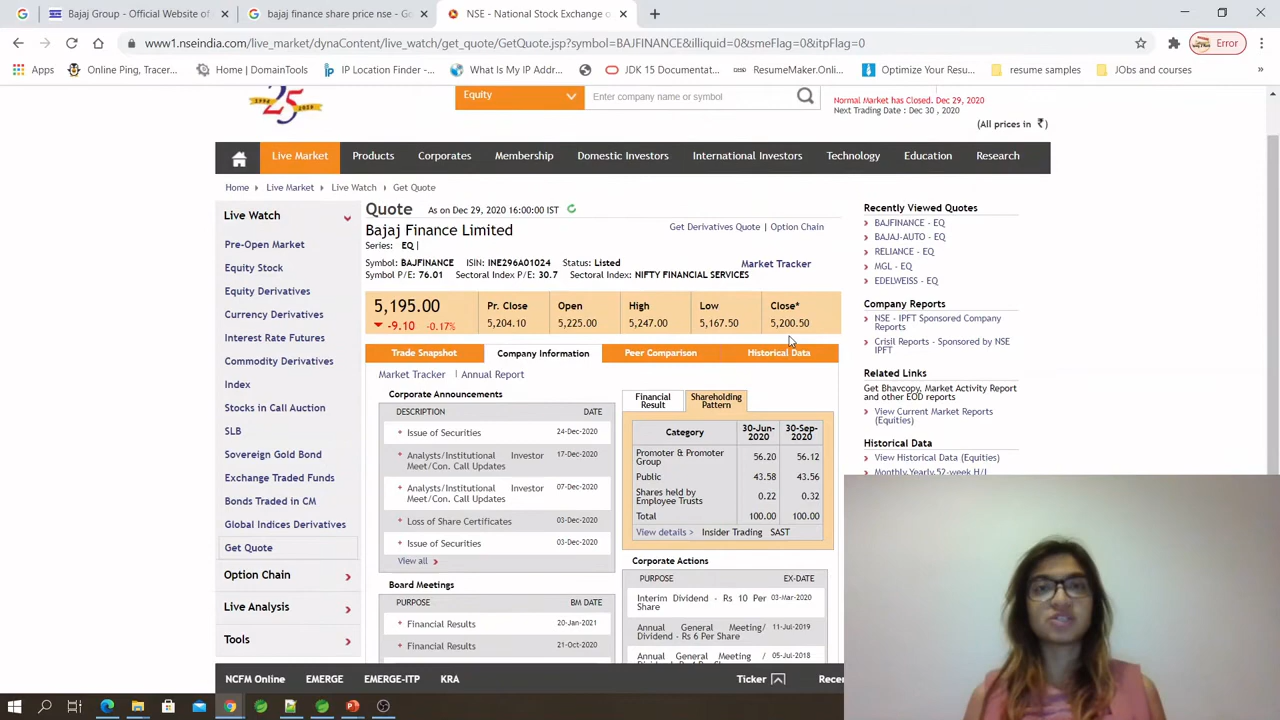 Bajaj Group - Official Website of
bajaj finance share price nse - Go
NSE - National Stock Exchange o
www1.nseindia.com/live_market/dynaContent/live_watch/get_quote/GetQuote.jsp?symbol=BAJFINANCE&illiquid=0&smeFlag=0&itpFlag=0
Error
Apps
Online Ping, Tracer...
Home | DomainTools
IP Location Finder -...
What Is My IP Addr...
JDK 15 Documentat...
ResumeMaker.Onli...
Optimize Your Resu...
resume samples
JObs and courses
25
Equity
Enter company name or symbol
Normal Market has Closed. Dec 29, 2020
Next Trading Date : Dec 30 , 2020
(All prices in ₹)
Live Market
Products
Corporates
Membership
Domestic Investors
International Investors
Technology
Education
Research
Home
Live Market
Live Watch
Get Quote
Live Watch
Pre-Open Market
Equity Stock
Equity Derivatives
Currency Derivatives
Interest Rate Futures
Commodity Derivatives
Index
Stocks in Call Auction
SLB
Sovereign Gold Bond
Exchange Traded Funds
Bonds Traded in CM
Global Indices Derivatives
Get Quote
Option Chain
Live Analysis
Tools
Quote As on Dec 29, 2020 16:00:00 IST
Bajaj Finance Limited
Get Derivatives Quote | Option Chain
Series: EQ |
Symbol: BAJFINANCE ISIN: INE296A01024 Status: Listed
Market Tracker
Symbol P/E: 76.01 Sectoral Index P/E: 30.7 Sectoral Index: NIFTY FINANCIAL SERVICES
5,195.00 Pr. Close Open High Low Close*
-9.10 -0.17% 5,204.10 5,225.00 5,247.00 5,167.50 5,200.50
Trade Snapshot
Company Information
Peer Comparison
Historical Data
Market Tracker | Annual Report
Corporate Announcements
DESCRIPTION DATE
Issue of Securities 24-Dec-2020
Analysts/Institutional Investor 17-Dec-2020
Meet/Con. Call Updates
Analysts/Institutional Investor 07-Dec-2020
Meet/Con. Call Updates
Loss of Share Certificates 03-Dec-2020
Issue of Securities 03-Dec-2020
View all
Board Meetings
PURPOSE BM DATE
Financial Results 20-Jan-2021
Financial Results 21-Oct-2020
Financial
Result
Shareholding
Pattern
Category 30-Jun-2020 30-Sep-2020
Promoter & Promoter
Group 56.20 56.12
Public 43.58 43.56
Shares held by
Employee Trusts 0.22 0.32
Total 100.00 100.00
View details > Insider Trading SAST
Corporate Actions
PURPOSE EX-DATE
Interim Dividend - Rs 10 Per 03-Mar-2020
Share
Annual General Meeting/ 11-Jul-2019
Dividend - Rs 6 Per Share
Annual General Meeting / 05-Jul-2018
Recently Viewed Quotes
BAJFINANCE - EQ
BAJAJ-AUTO - EQ
RELIANCE - EQ
MGL - EQ
EDELWEISS - EQ
Company Reports
NSE - IPFT Sponsored Company
Reports
Crisil Reports - Sponsored by NSE
IPFT
Related Links
Get Bhavcopy, Market Activity Report
and other EOD reports
View Current Market Reports
(Equities)
Historical Data
View Historical Data (Equities)
Monthly,Yearly,52-week H/L
NCFM Online
EMERGE
EMERGE-ITP
KRA
Ticker
Recen